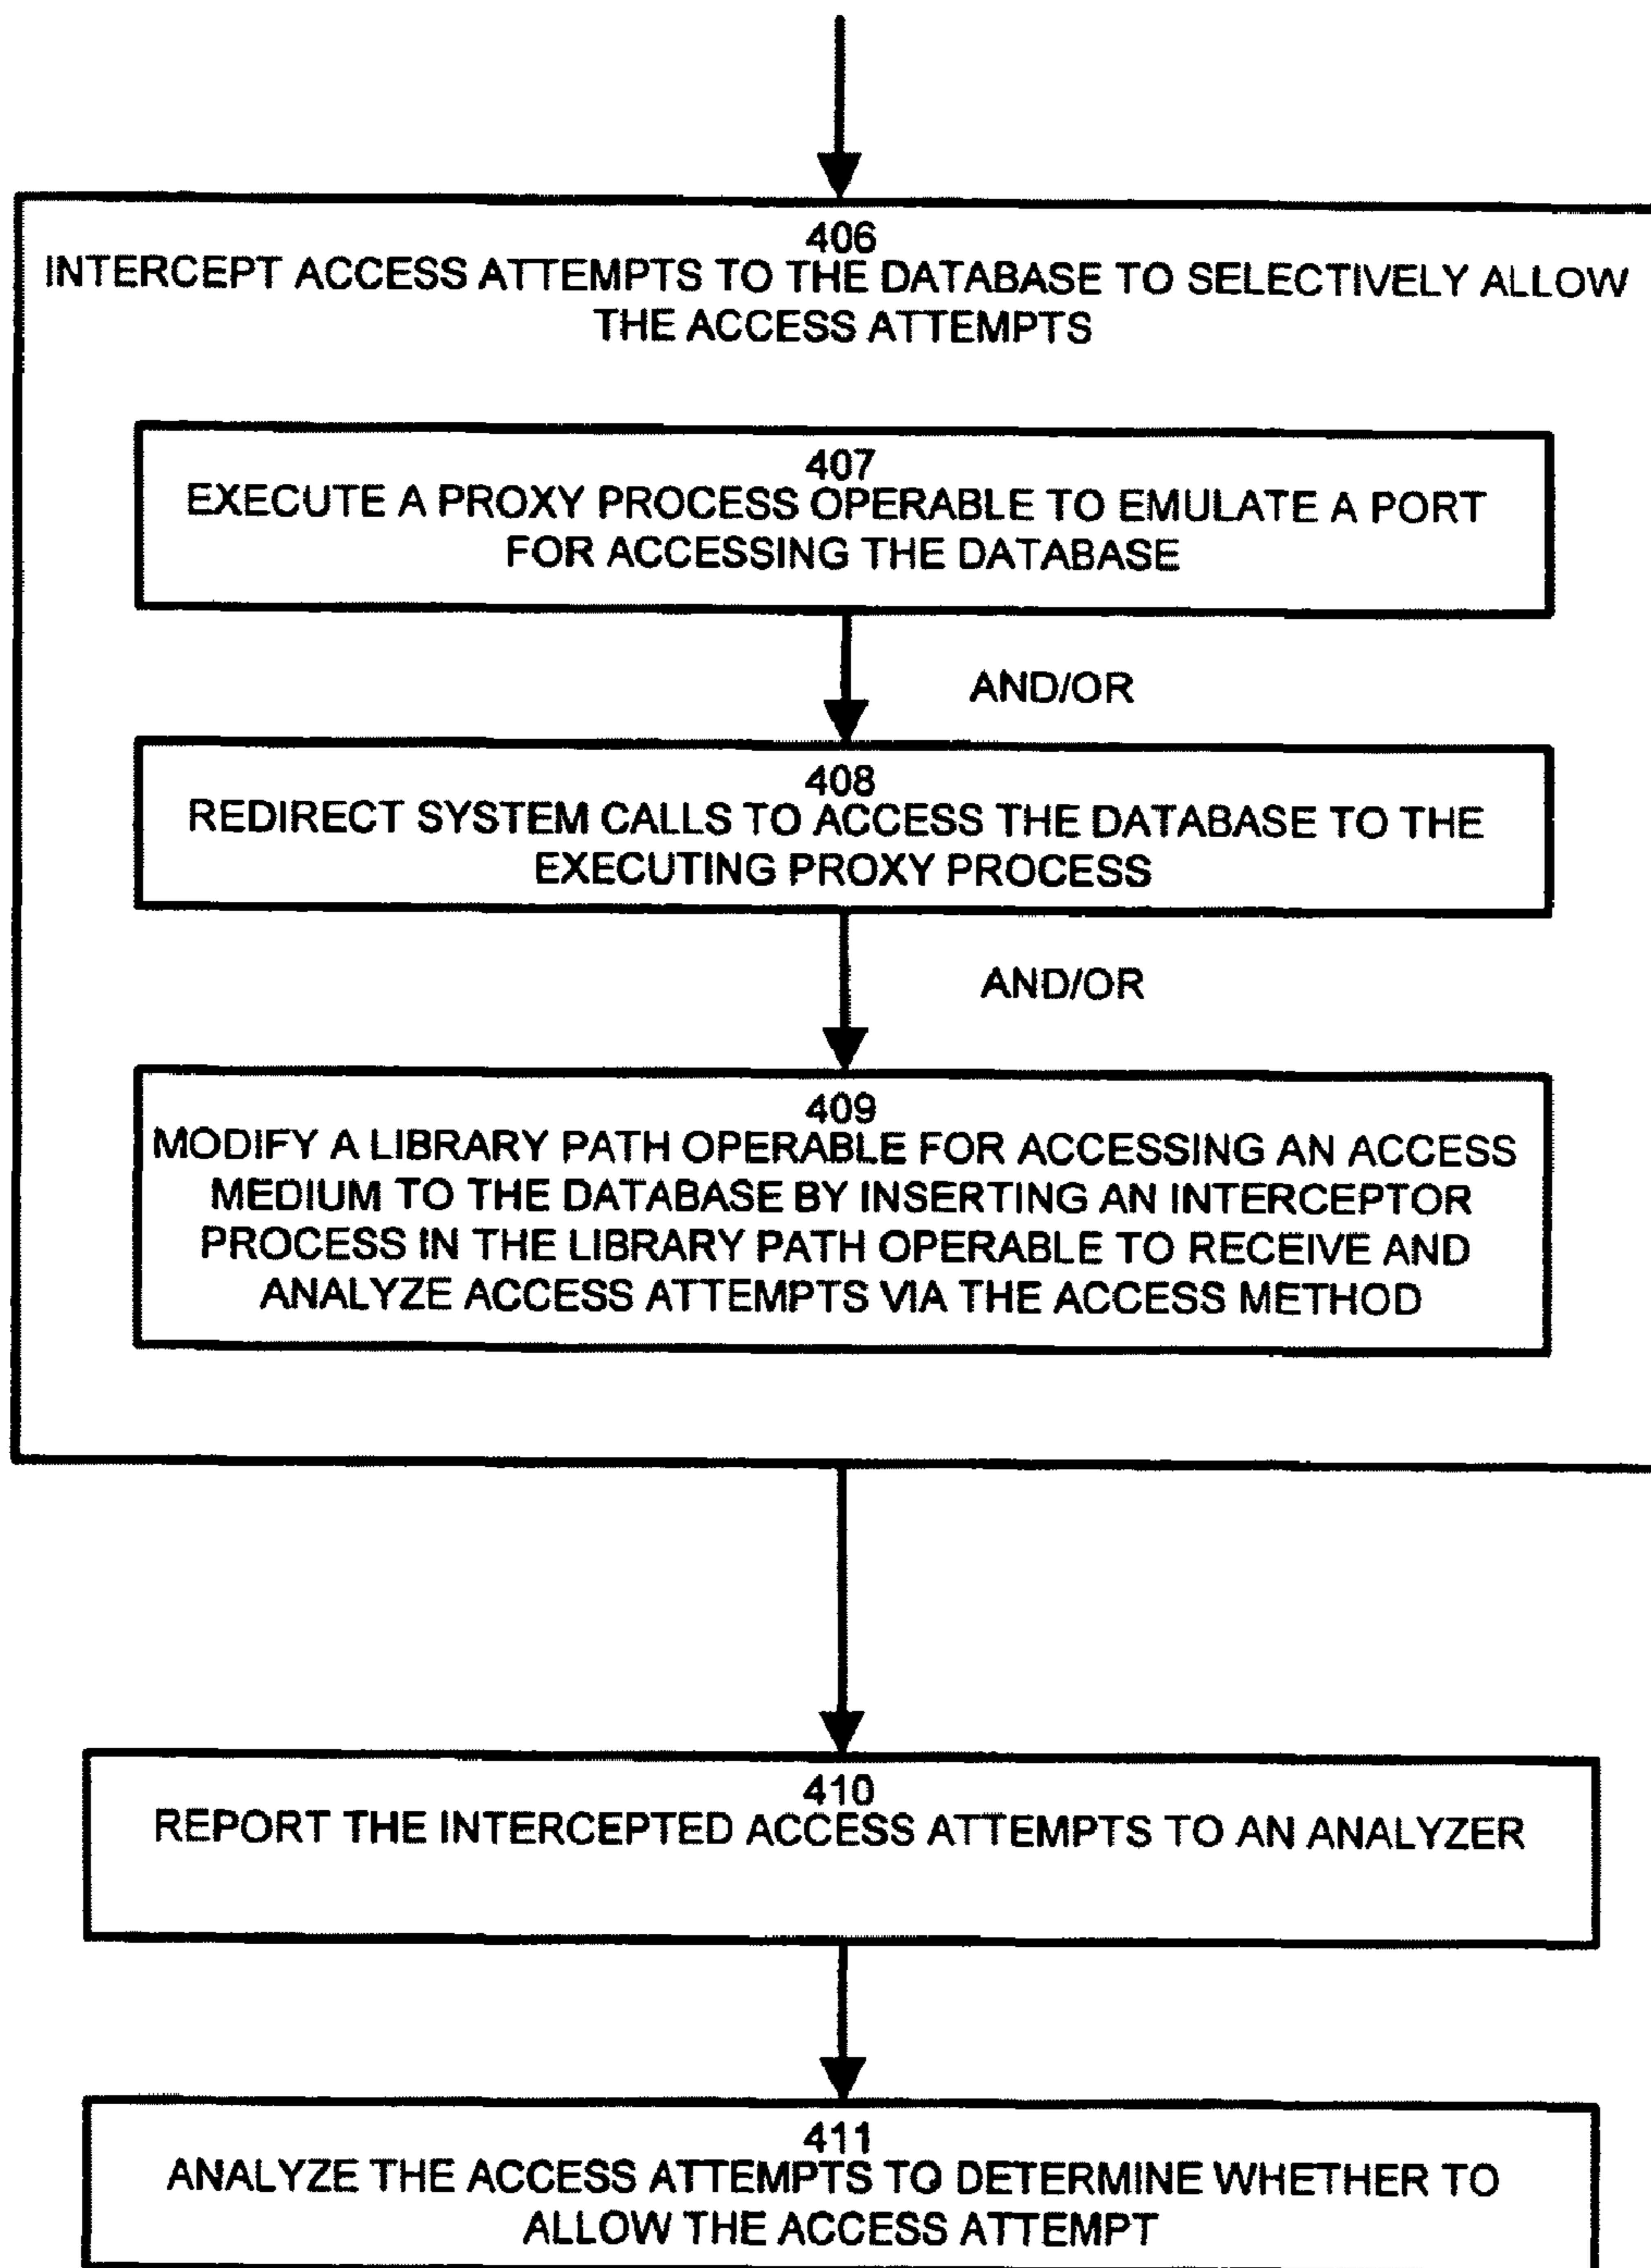 406
INTERCEPT ACCESS ATTEMPTS TO THE DATABASE TO SELECTIVELY ALLOW
THE ACCESS ATTEMPTS
407
EXECUTE A PROXY PROCESS OPERABLE TO EMULATE A PORT
FOR ACCESSING THE DATABASE
AND/OR
408
REDIRECT SYSTEM CALLS TO ACCESS THE DATABASE TO THE
EXECUTING PROXY PROCESS
AND/OR
409
MODIFY A LIBRARY PATH OPERABLE FOR ACCESSING AN ACCESS
MEDIUM TO THE DATABASE BY INSERTING AN INTERCEPTOR
PROCESS IN THE LIBRARY PATH OPERABLE TO RECEIVE AND
ANALYZE ACCESS ATTEMPTS VIA THE ACCESS METHOD
410
REPORT THE INTERCEPTED ACCESS ATTEMPTS TO AN ANALYZER
411
ANALYZE THE ACCESS ATTEMPTS TO DETERMINE WHETHER TO
ALLOW THE ACCESS ATTEMPT